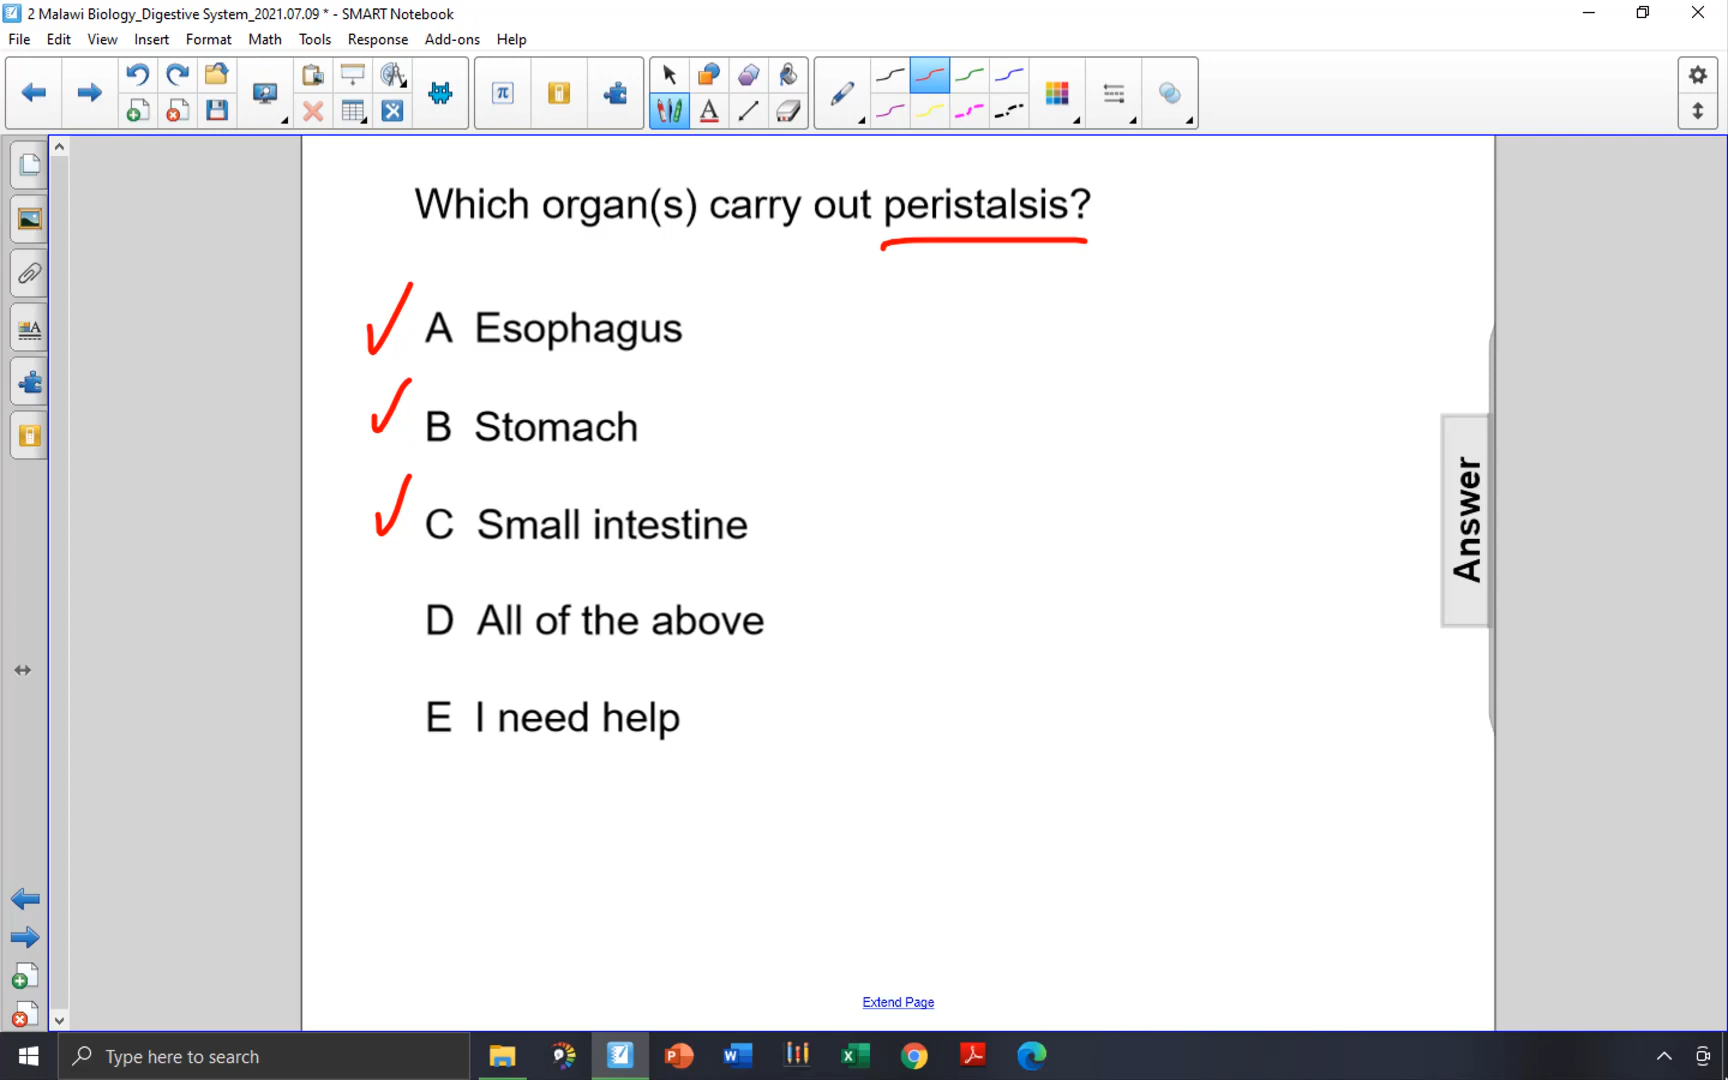 2 Malawi Biology_Digestive System_2021.07.09 * - SMART Notebook
File Edit View Insert Format Math Tools Response Add-ons Help
Which organ(s) carry out peristalsis?
A Esophagus
B Stomach
C Small intestine
D All of the above
E I need help
Answer
Extend Page
Type here to search